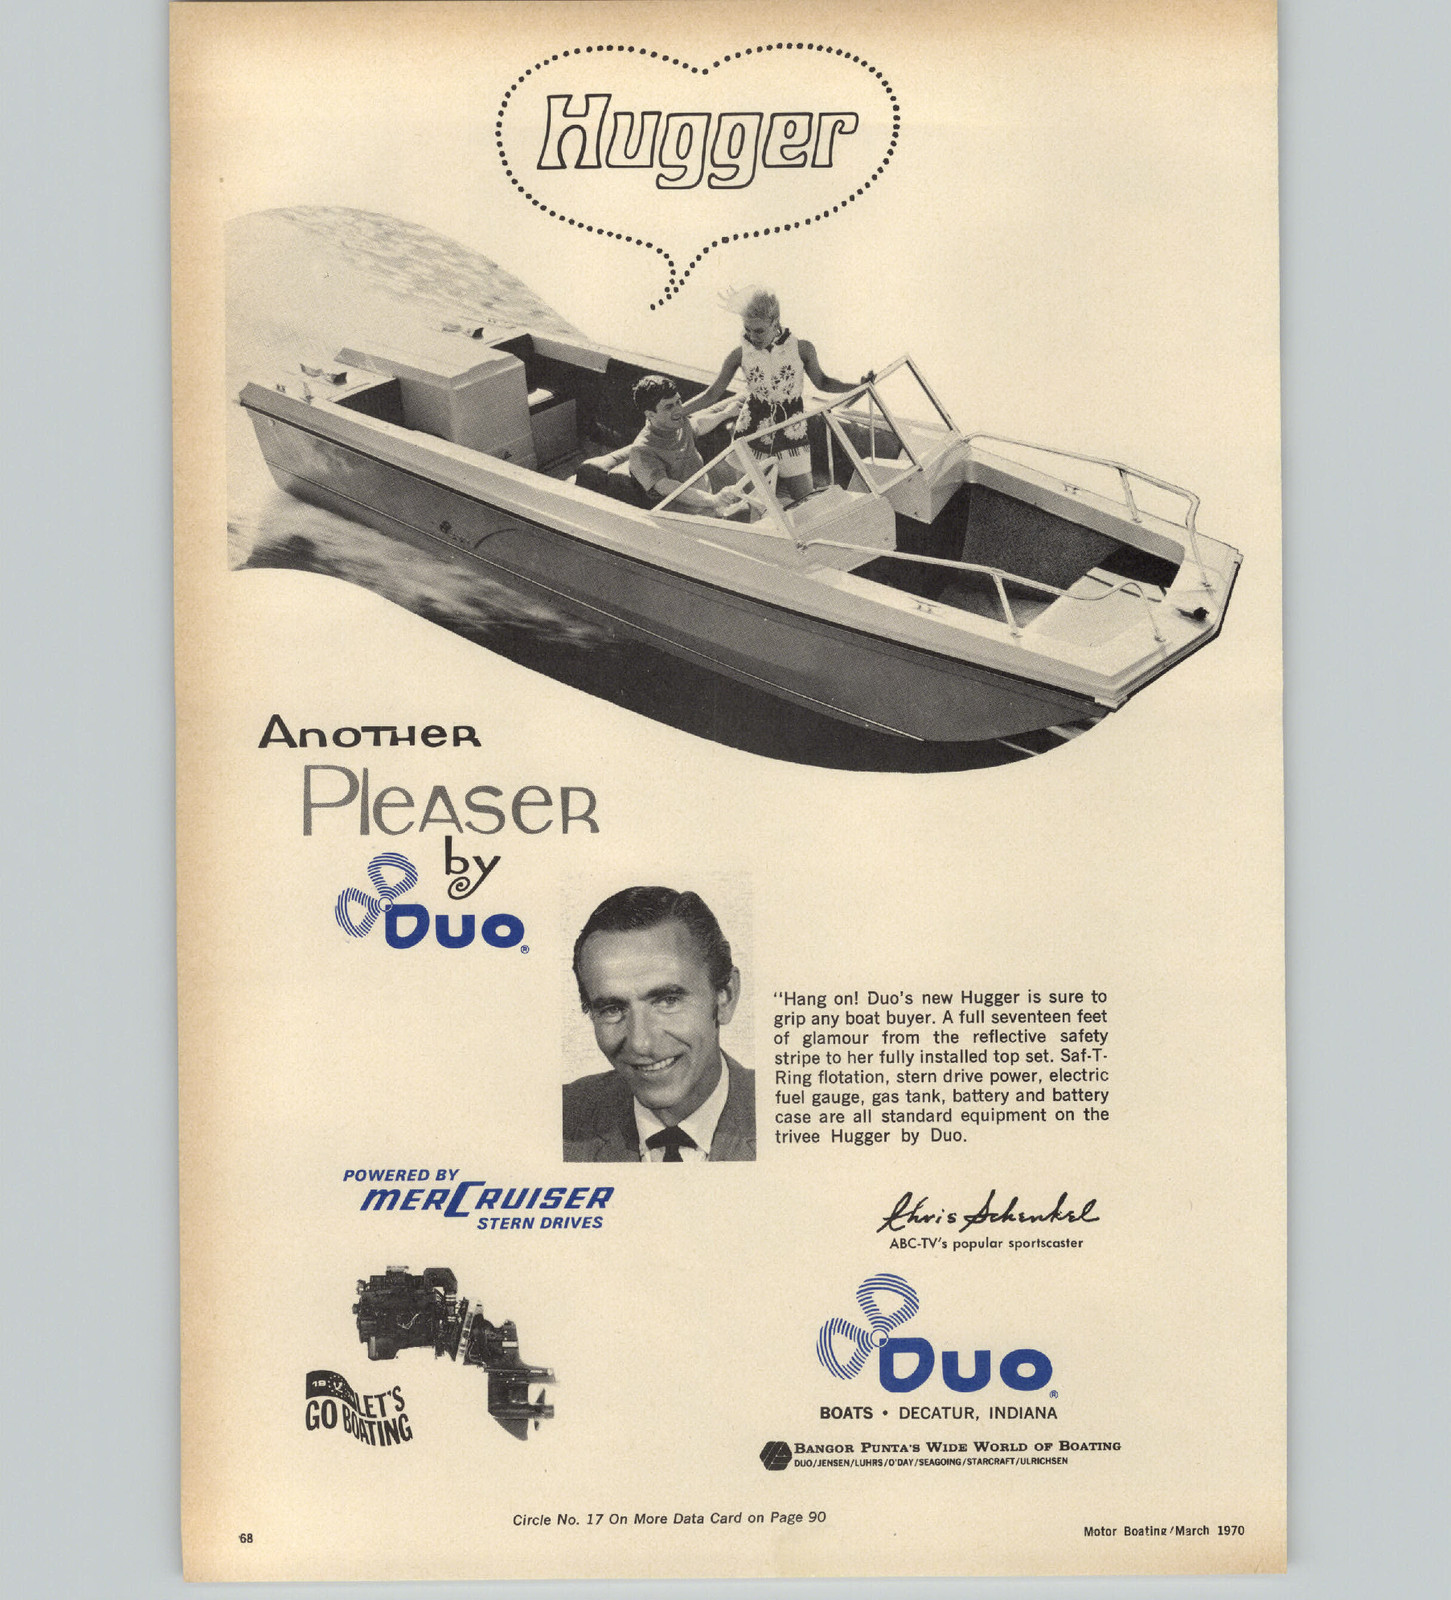 Hugger
Another
Pleaser
by
Duo®
"Hang on! Duo's new Hugger is sure to
grip any boat buyer. A full seventeen feet
of glamour from the reflective safety
stripe to her fully installed top set. Saf-T-
Ring flotation, stern drive power, electric
fuel gauge, gas tank, battery and battery
case are all standard equipment on the
trivee Hugger by Duo.
POWERED BY
MERCRUISER
STERN DRIVES
Chris Schenkel
ABC-TV's popular sportscaster
LET'S
GO BOATING
Duo®
BOATS • DECATUR, INDIANA
BANGOR PUNTA'S WIDE WORLD OF BOATING
DUO/JENSEN/LUHRS/O'DAY/SEAGOING/STARCRAFT/ULRICHSEN
Circle No. 17 On More Data Card on Page 90
68
Motor Boating/March 1970